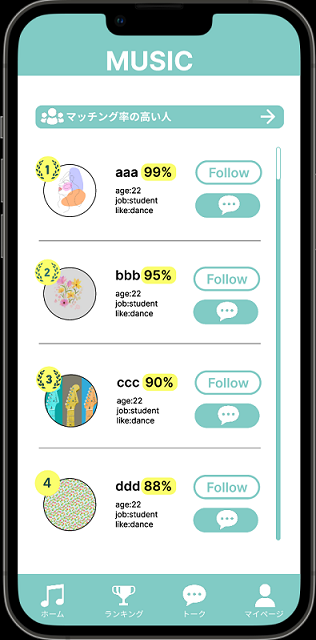 MUSIC
マッチング率の高い人
1
aaa 99%
Follow
age:22
job:student
like:dance
2
bbb 95%
Follow
age:22
job:student
like:dance
3
ccc 90%
Follow
age:22
job:student
like:dance
4
ddd 88%
Follow
age:22
job:student
like:dance
ホーム ランキング トーク マイページ